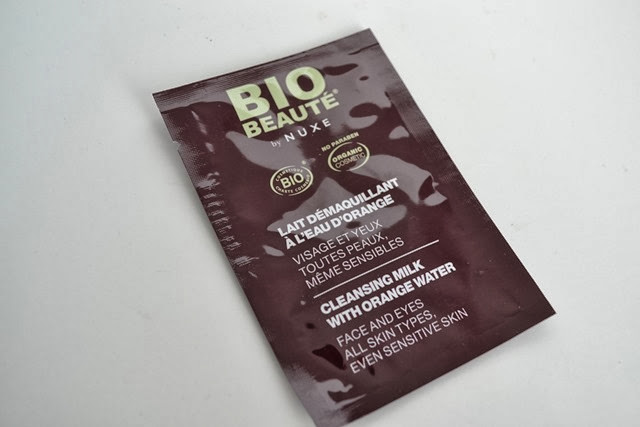 BIO
BEAUTÉ®
by NUXE
COSMÉTIQUE
BIO
NO PARABEN
ORGANIC
COSMETIC
LAIT DÉMAQUILLANT
À L'EAU D'ORANGE
VISAGE ET YEUX
TOUTES PEAUX,
MÊME SENSIBLES
CLEANSING MILK
WITH ORANGE WATER
FACE AND EYES
ALL SKIN TYPES,
EVEN SENSITIVE SKIN